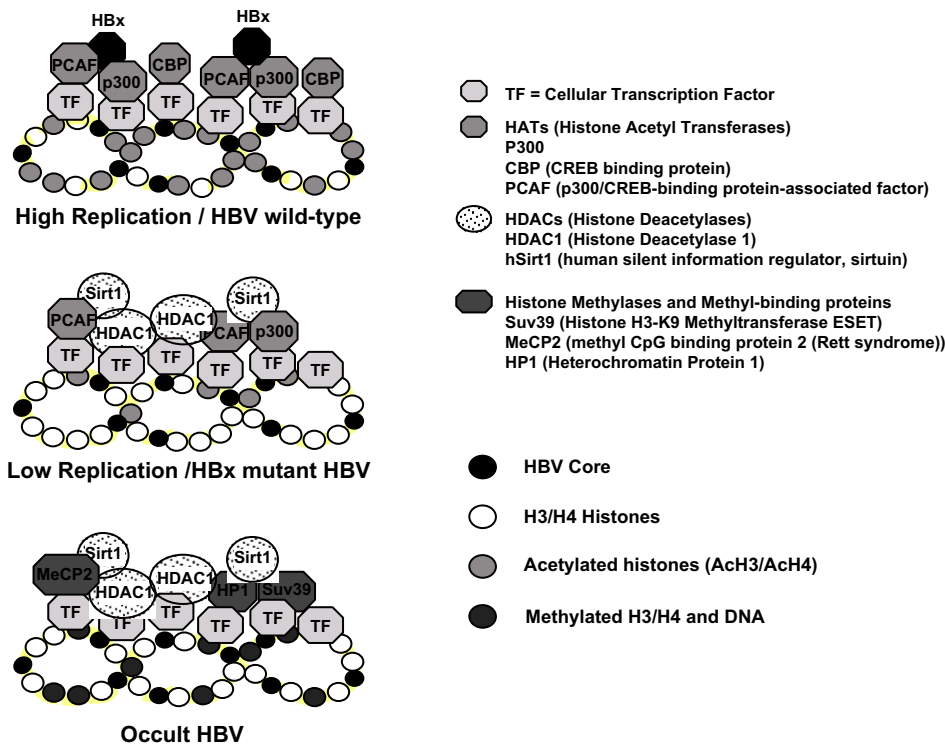 HBx
HBx
PCAF
p300
CBP
PCAF
p300
CBP
TF
TF
TF
TF
TF
TF
High Replication / HBV wild-type
Sirt1
Sirt1
PCAF
HDAC1
HDAC1
PCAF
p300
TF
TF
TF
TF
TF
TF
Low Replication /HBx mutant HBV
Sirt1
Sirt1
MeCP2
HDAC1
HDAC1
HP1
Suv39
TF
TF
TF
TF
TF
TF
Occult HBV
TF = Cellular Transcription Factor
HATs (Histone Acetyl Transferases)
P300
CBP (CREB binding protein)
PCAF (p300/CREB-binding protein-associated factor)
HDACs (Histone Deacetylases)
HDAC1 (Histone Deacetylase 1)
hSirt1 (human silent information regulator, sirtuin)
Histone Methylases and Methyl-binding proteins
Suv39 (Histone H3-K9 Methyltransferase ESET)
MeCP2 (methyl CpG binding protein 2 (Rett syndrome))
HP1 (Heterochromatin Protein 1)
HBV Core
H3/H4 Histones
Acetylated histones (AcH3/AcH4)
Methylated H3/H4 and DNA